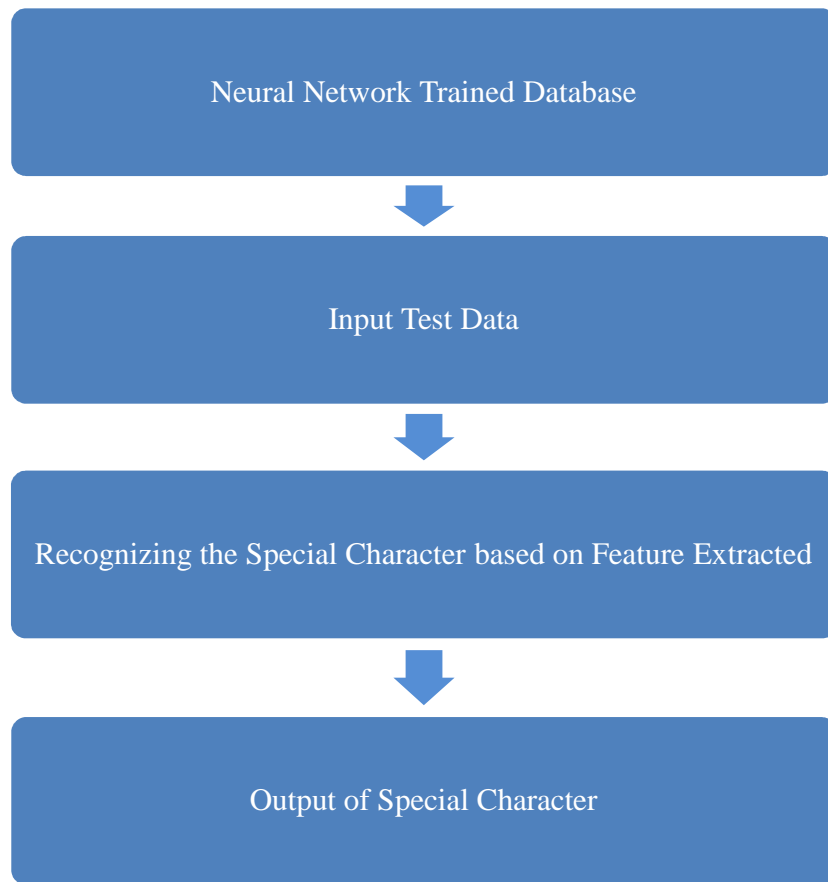 Neural Network Trained Database
Input Test Data
Recognizing the Special Character based on Feature Extracted
Output of Special Character